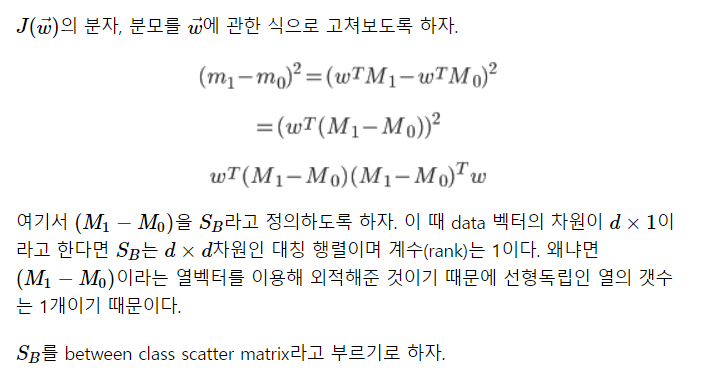 J(w⃗)의 분자, 분모를 w⃗에 관한 식으로 고쳐보도록 하자.
(m₁−m₀)²=(wᵀM₁−wᵀM₀)²
=(wᵀ(M₁−M₀))²
wᵀ(M₁−M₀)(M₁−M₀)ᵀw
여기서 (M₁ − M₀)을 S_B라고 정의하도록 하자. 이 때 data 벡터의 차원이 d × 1이
라고 한다면 S_B는 d × d차원인 대칭 행렬이며 계수(rank)는 1이다. 왜냐면
(M₁ − M₀)이라는 열벡터를 이용해 외적해준 것이기 때문에 선형독립인 열의 갯수
는 1개이기 때문이다.
S_B를 between class scatter matrix라고 부르기로 하자.